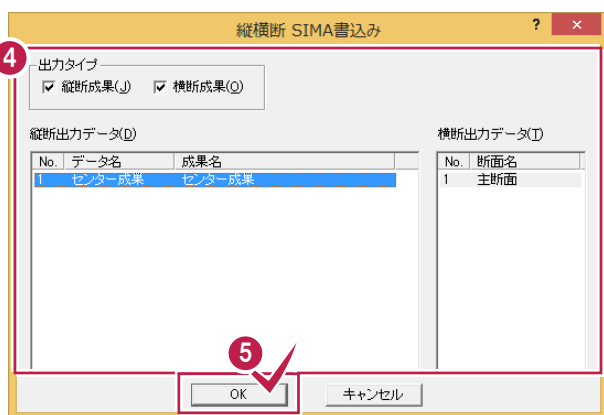 縦横断 SIMA書込み
? ×
4
出力タイプ
縦断成果(J) 横断成果(O)
縦断出力データ(D) 横断出力データ(T)
No. データ名 成果名 No. 断面名
1 センター成果 センター成果 1 主断面
5
OK キャンセル